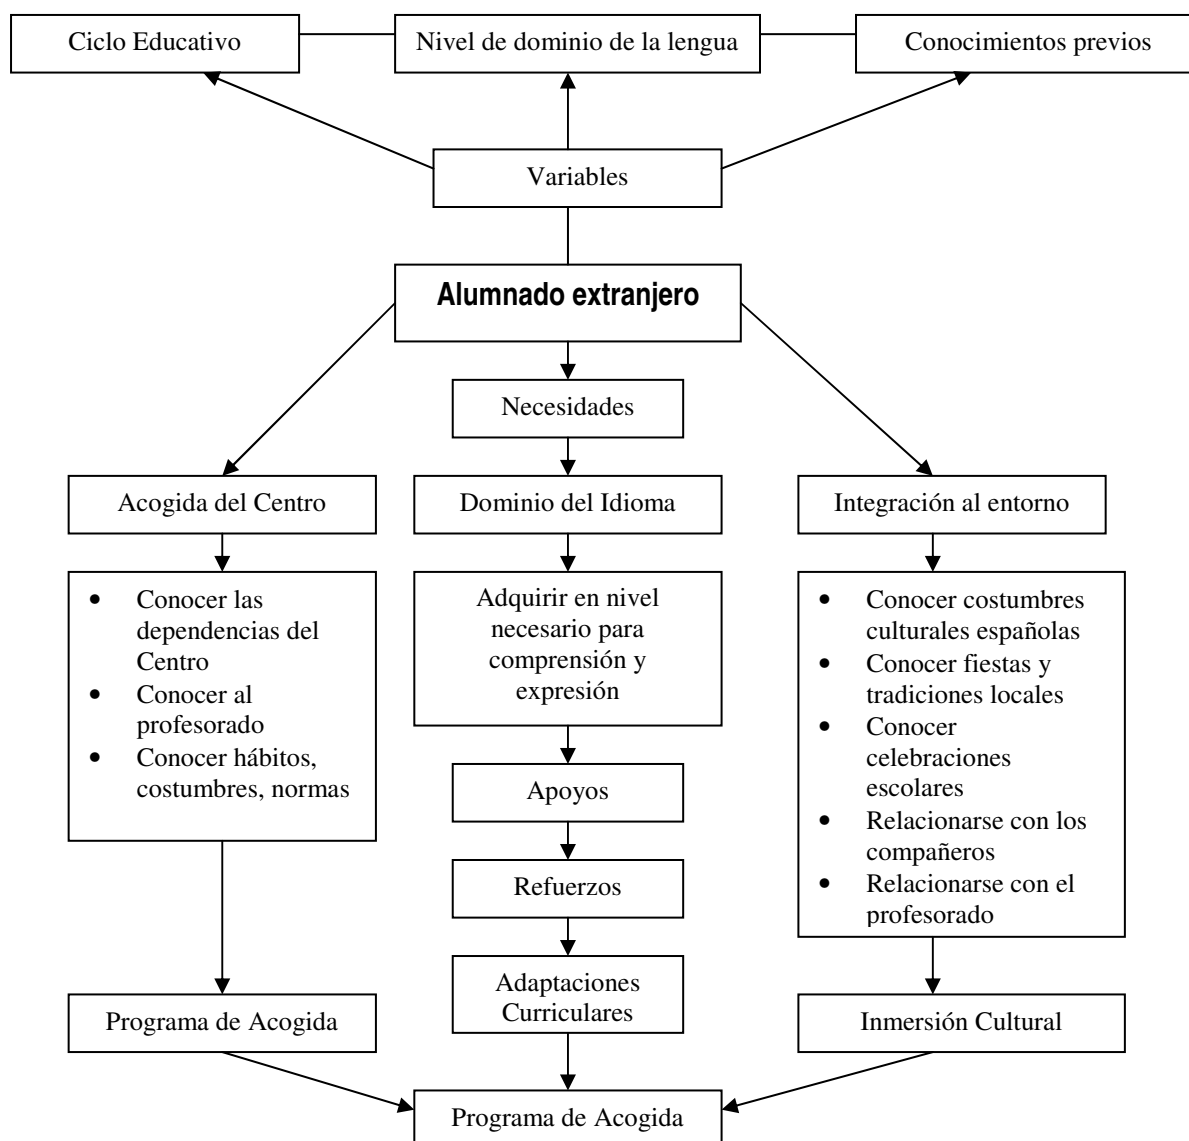 Ciclo Educativo
Nivel de dominio de la lengua
Conocimientos previos
Variables
Alumnado extranjero
Necesidades
Acogida del Centro
Dominio del Idioma
Integración al entorno
• Conocer las
dependencias del
Centro
• Conocer al
profesorado
• Conocer hábitos,
costumbres, normas
Adquirir en nivel
necesario para
comprensión y
expresión
• Conocer costumbres
culturales españolas
• Conocer fiestas y
tradiciones locales
• Conocer
celebraciones
escolares
• Relacionarse con los
compañeros
• Relacionarse con el
profesorado
Apoyos
Refuerzos
Adaptaciones
Curriculares
Programa de Acogida
Inmersión Cultural
Programa de Acogida